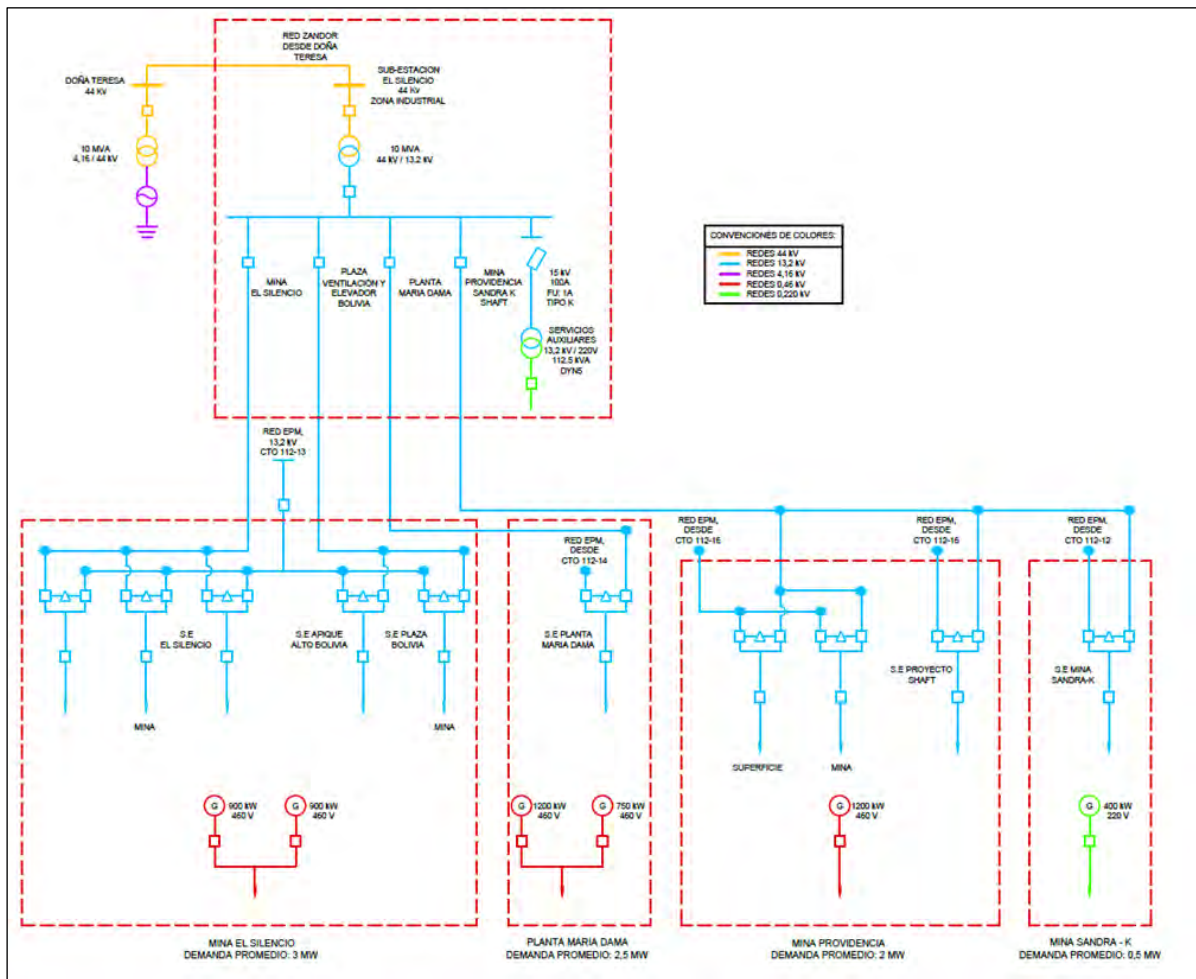 RED ZANDOR
DESDE DOÑA
TERESA
DOÑA TERESA
44 Kv
SUB-ESTACION
EL SILENCIO
44 Kv
ZONA INDUSTRIAL
10 MVA
4,16 / 44 kV
10 MVA
44 kV / 13,2 kV
CONVENCIONES DE COLORES:
REDES 44 kV
REDES 13,2 kV
REDES 4,16 kV
REDES 0,46 kV
REDES 0,220 kV
MINA
EL SILENCIO
PLAZA
VENTILACIÓN Y
ELEVADOR
BOLIVIA
PLANTA
MARIA DAMA
MINA
PROVIDENCIA
SANDRA K
SHAFT
15 kV
100A
FU: 1A
TIPO K
SERVICIOS
AUXILIARES
13,2 kV / 220V
112,5 kVA
DYN5
RED EPM,
13,2 kV
CTO 112-13
RED EPM,
DESDE
CTO 112-14
RED EPM,
DESDE
CTO 112-16
RED EPM,
DESDE
CTO 112-16
RED EPM,
DESDE
CTO 112-12
S.E
EL SILENCIO
S.E APIQUE
ALTO BOLIVIA
S.E PLAZA
BOLIVIA
S.E PLANTA
MARIA DAMA
S.E PROYECTO
SHAFT
S.E MINA
SANDRA-K
MINA
MINA
SUPERFICIE
MINA
G
900 kW
460 V
G
900 kW
460 V
G
1200 kW
460 V
G
750 kW
460 V
G
1200 kW
460 V
G
400 kW
220 V
MINA EL SILENCIO
DEMANDA PROMEDIO: 3 MW
PLANTA MARIA DAMA
DEMANDA PROMEDIO: 2,5 MW
MINA PROVIDENCIA
DEMANDA PROMEDIO: 2 MW
MINA SANDRA - K
DEMANDA PROMEDIO: 0,5 MW